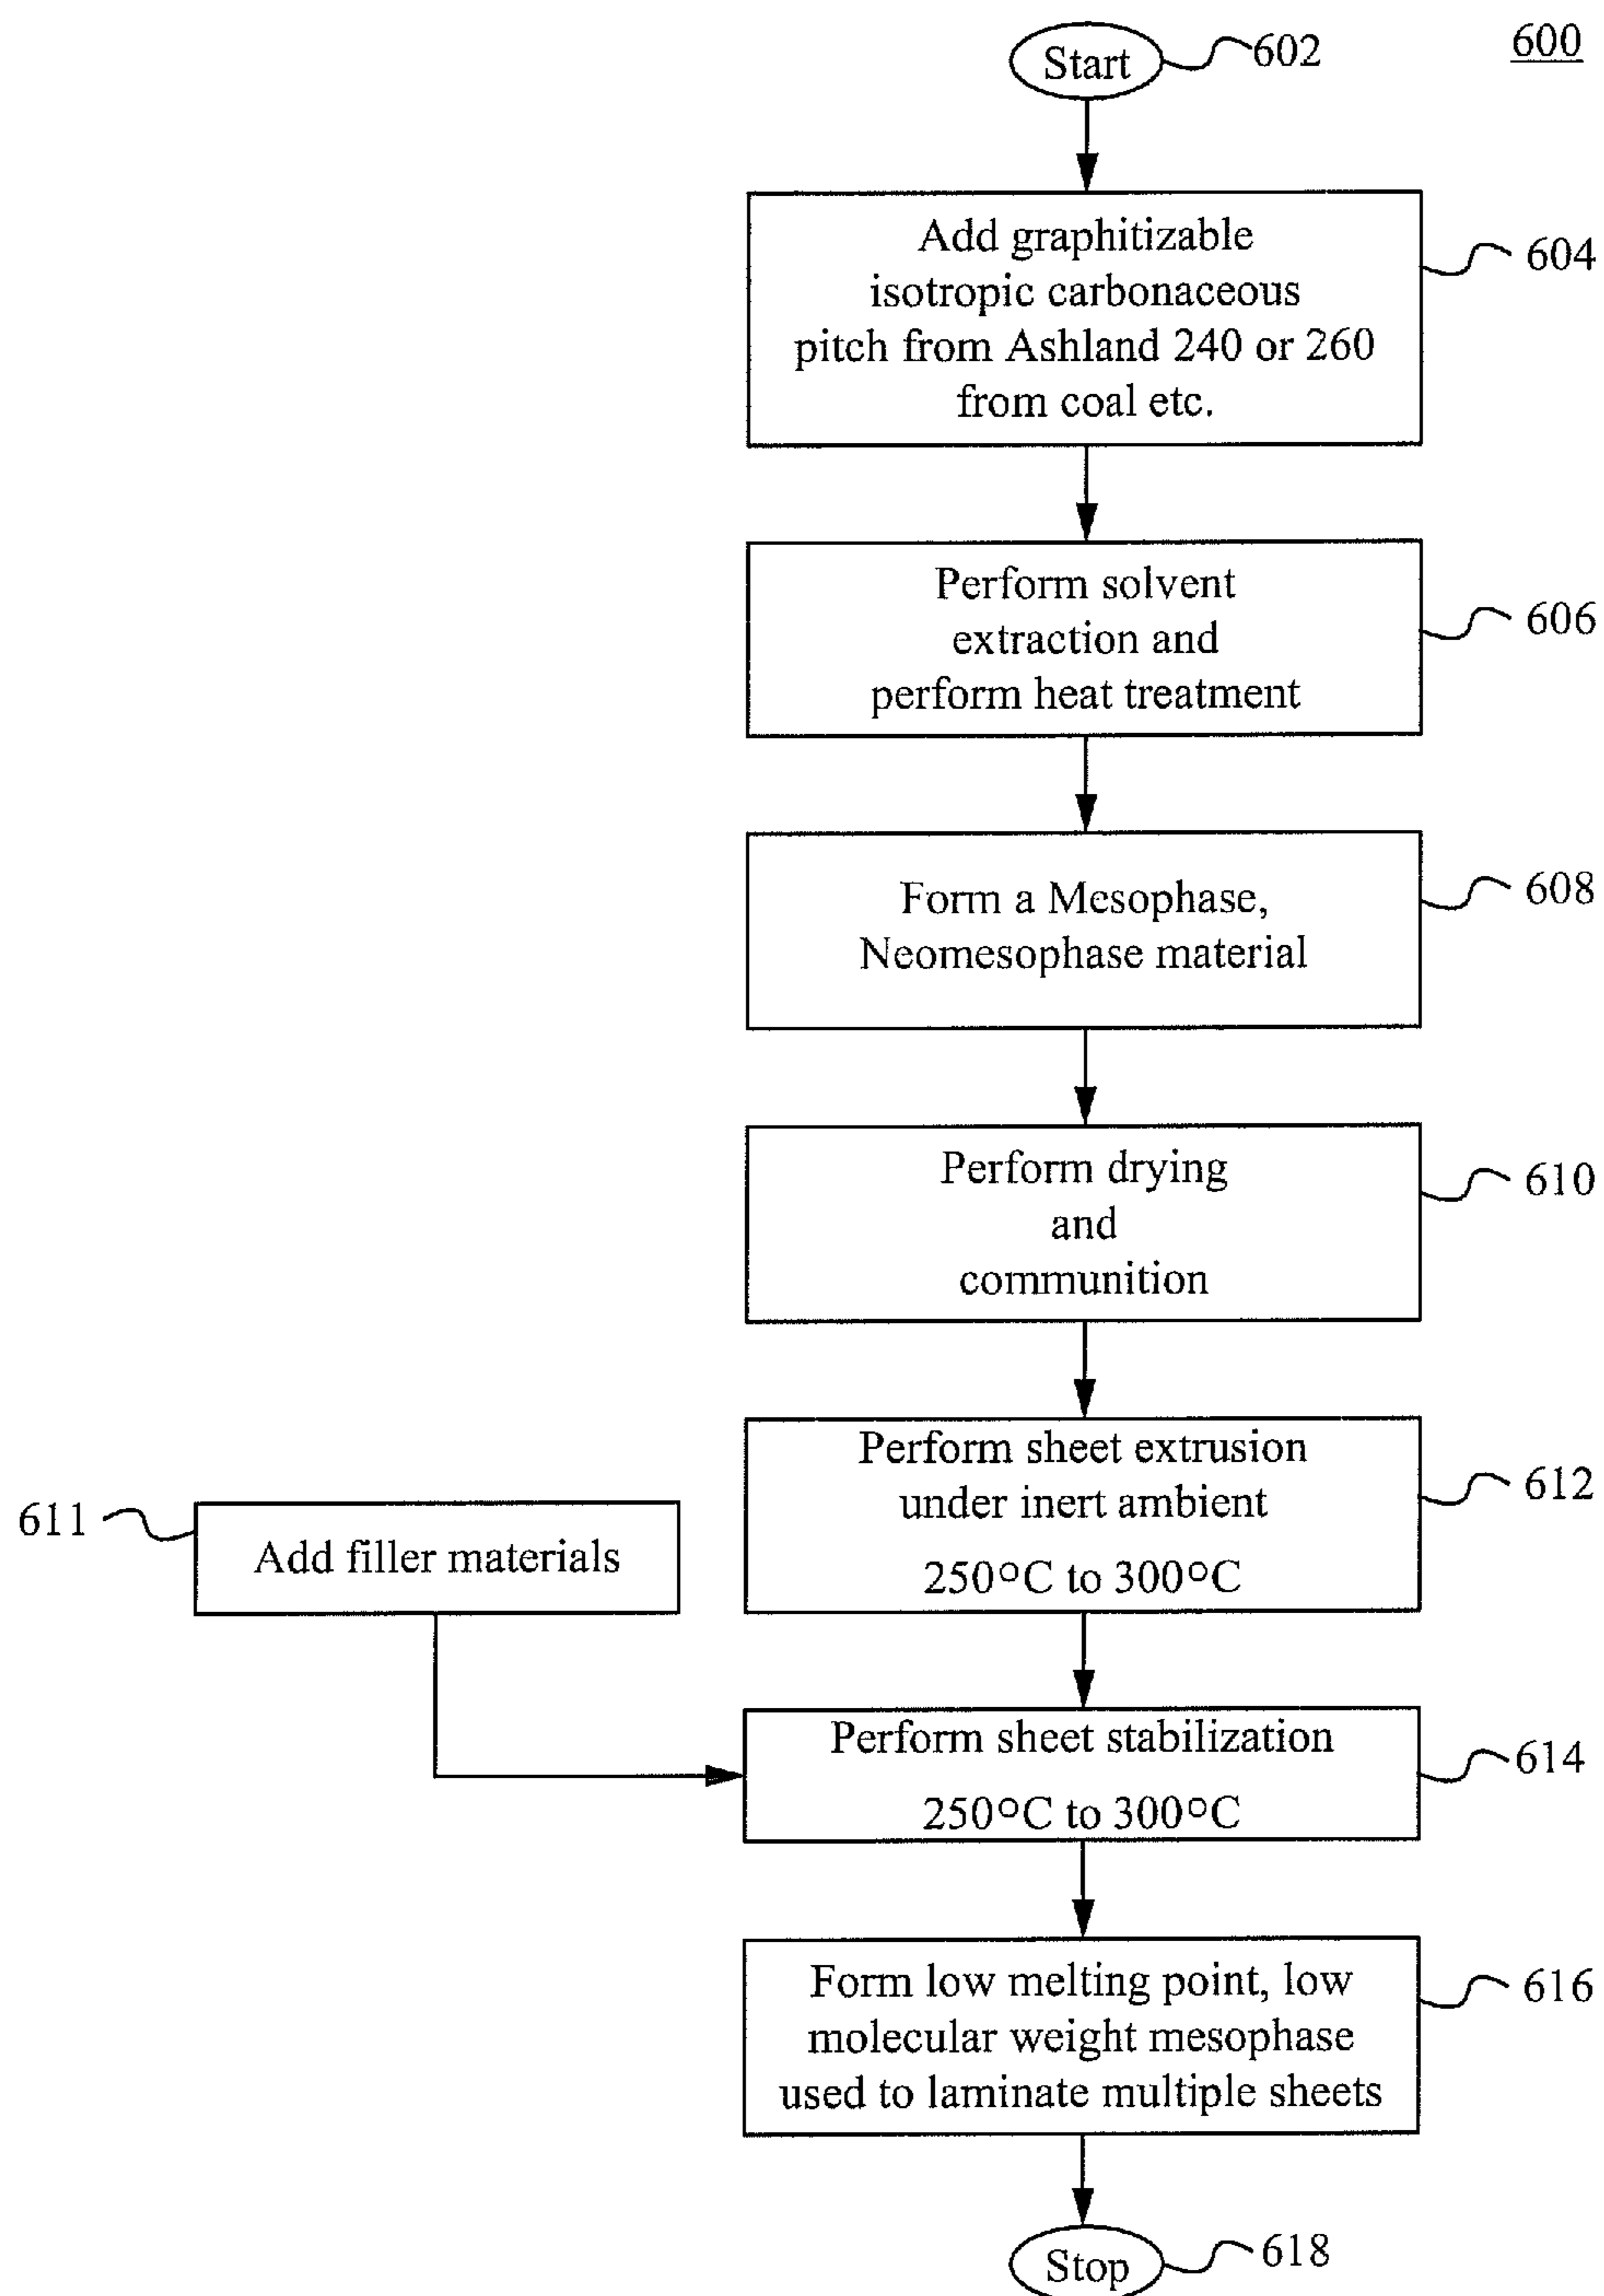 600
Start
602
Add graphitizable
isotropic carbonaceous
pitch from Ashland 240 or 260
from coal etc.
604
Perform solvent
extraction and
perform heat treatment
606
Form a Mesophase,
Neomesophase material
608
Perform drying
and
communition
610
Perform sheet extrusion
under inert ambient
250°C to 300°C
612
611
Add filler materials
Perform sheet stabilization
250°C to 300°C
614
Form low melting point, low
molecular weight mesophase
used to laminate multiple sheets
616
Stop
618